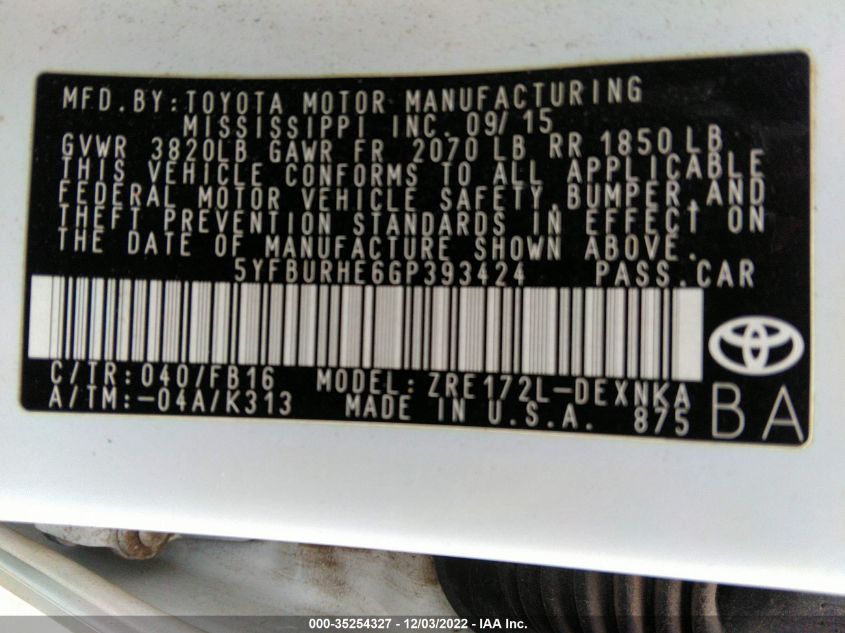 MFD.BY:TOYOTA MOTOR MANUFACTURING
MISSISSIPPI INC. 09/15
GVWR 3820LB GAWR FR 2070 LB RR 1850 LB
THIS VEHICLE CONFORMS TO ALL APPLICABLE
FEDERAL MOTOR VEHICLE SAFETY,BUMPER,AND
THEFT PREVENTION STANDARDS IN EFFECT ON
THE DATE OF MANUFACTURE SHOWN ABOVE.
5YFBURHE6GP393424 PASS.CAR
C/TR:040/FB16 MODEL:ZRE172L-DEXNKA
A/TM:-04A/K313 MADE IN U.S.A. 875
BA
000-35254327 - 12/03/2022 - IAA Inc.